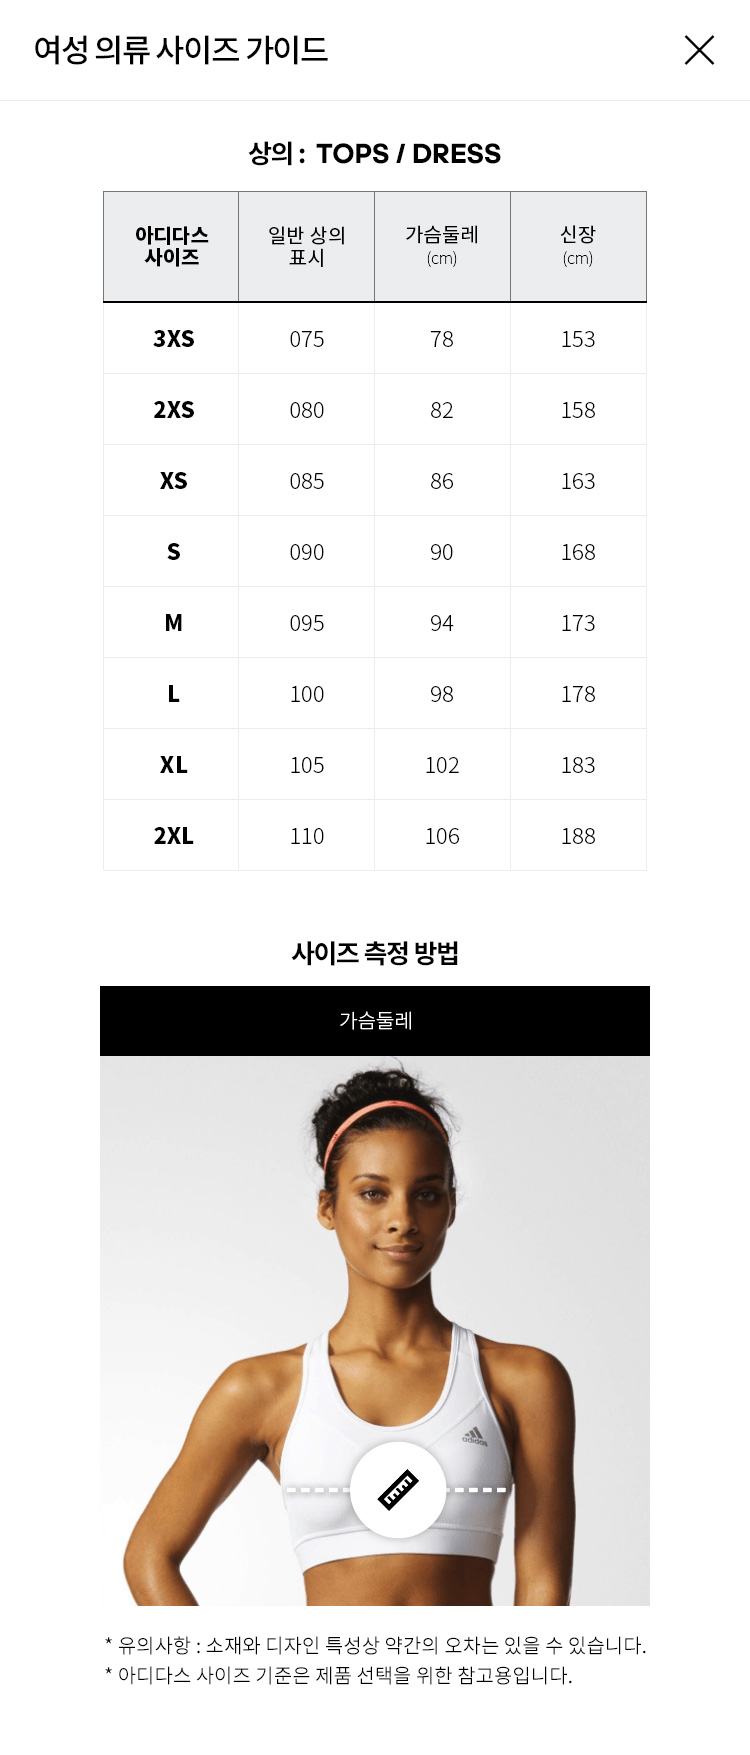 여성 의류 사이즈 가이드
상의 : TOPS / DRESS
아디다스 사이즈 일반 상의 표시 가슴둘레 (cm) 신장 (cm)
3XS 075 78 153
2XS 080 82 158
XS 085 86 163
S 090 90 168
M 095 94 173
L 100 98 178
XL 105 102 183
2XL 110 106 188
사이즈 측정 방법
가슴둘레
adidas
* 유의사항 : 소재와 디자인 특성상 약간의 오차는 있을 수 있습니다.
* 아디다스 사이즈 기준은 제품 선택을 위한 참고용입니다.